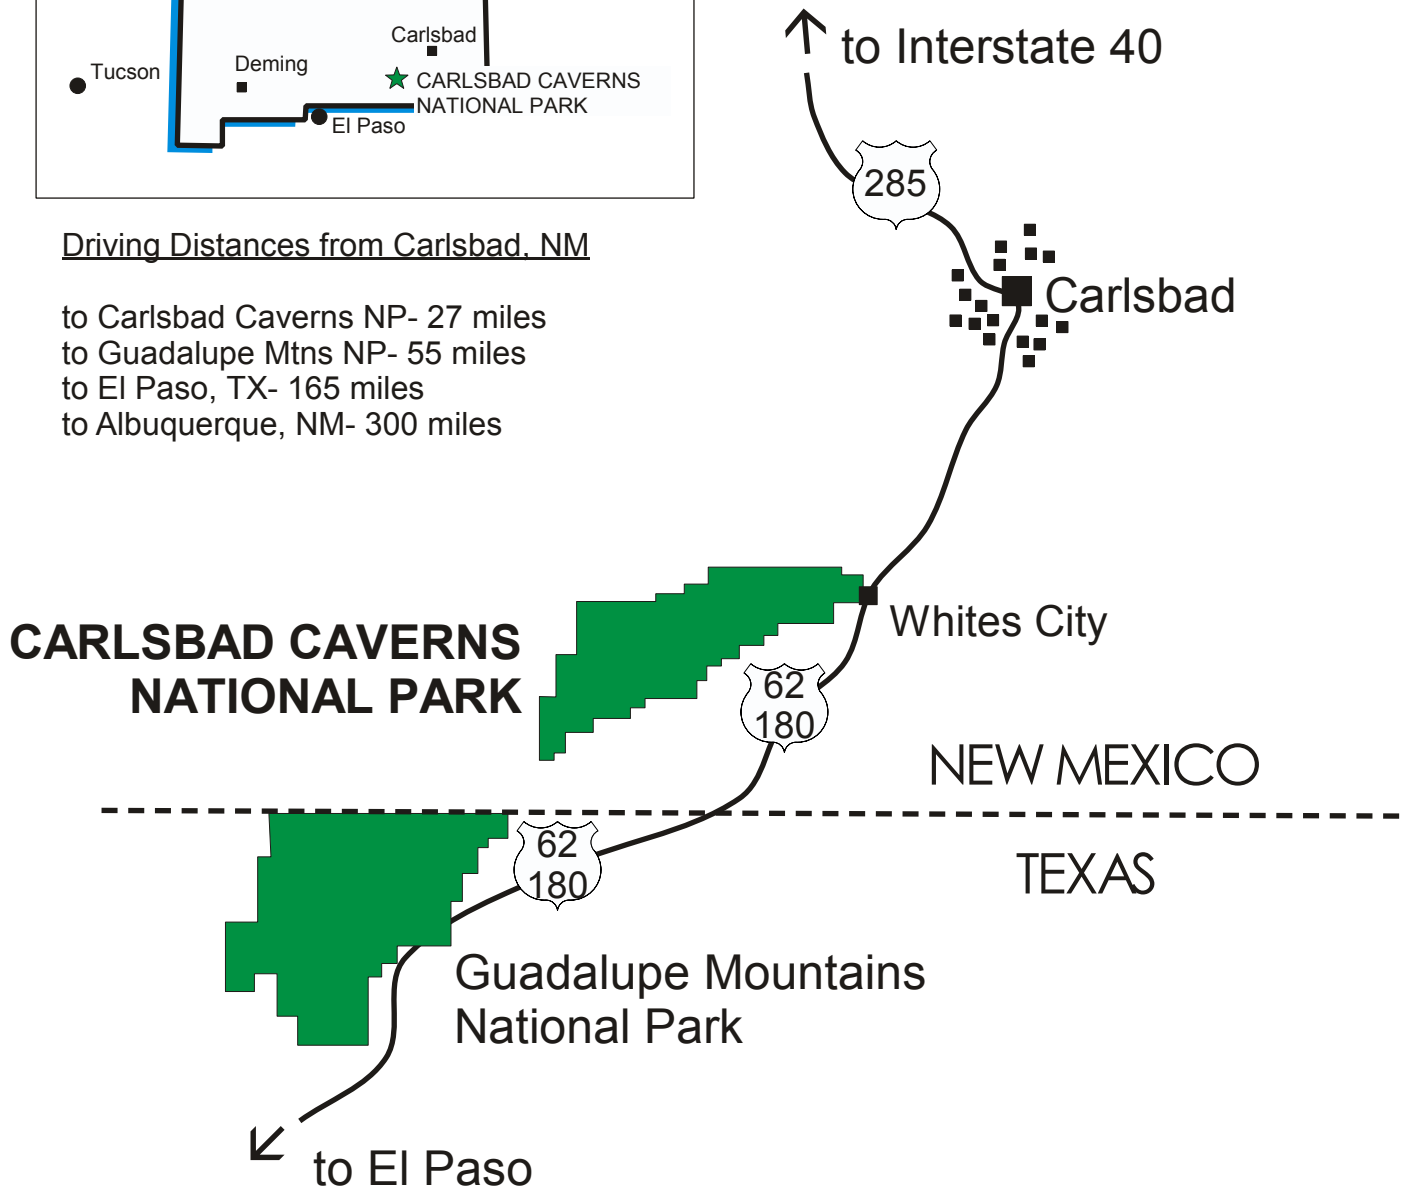 Carlsbad
Tucson
Deming
CARLSBAD CAVERNS
NATIONAL PARK
El Paso
to Interstate 40
285
Driving Distances from Carlsbad, NM
Carlsbad
to Carlsbad Caverns NP- 27 miles
to Guadalupe Mtns NP- 55 miles
to El Paso, TX- 165 miles
to Albuquerque, NM- 300 miles
Whites City
CARLSBAD CAVERNS
NATIONAL PARK
62
180
NEW MEXICO
62
180
TEXAS
Guadalupe Mountains
National Park
to El Paso